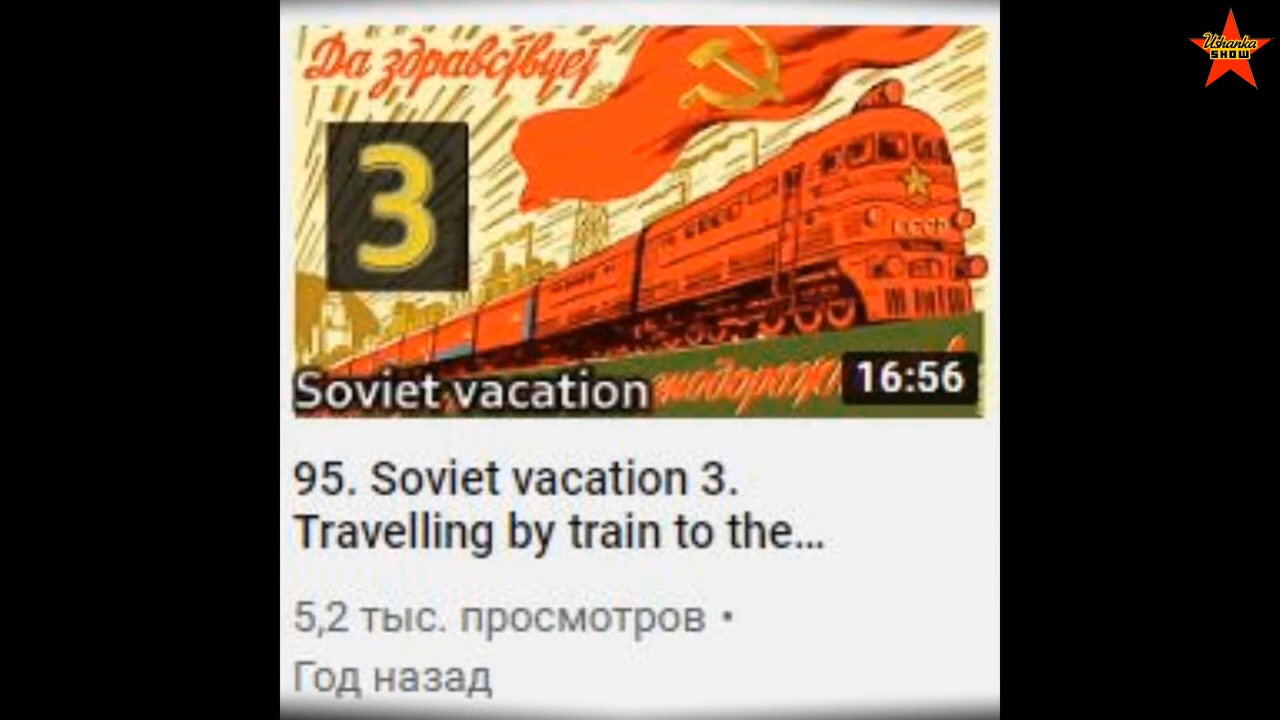 Ushanka
SHOW
Да здравствует
3
СССР
Soviet vacation
16:56
95. Soviet vacation 3.
Travelling by train to the...
5,2 тыс. просмотров •
Год назад